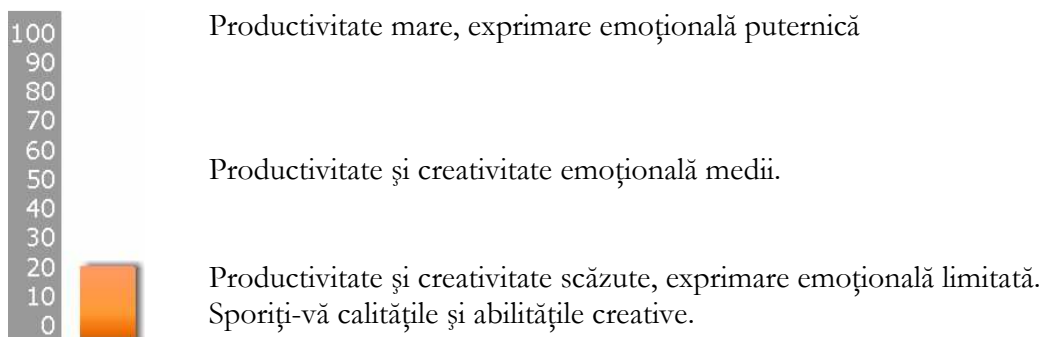 100 Productivitate mare, exprimare emoţională puternică
90
80
70
60
50 Productivitate şi creativitate emoţională medii.
40
30
20 Productivitate şi creativitate scăzute, exprimare emoţională limitată.
10 Sporiţi-vă calităţile şi abilităţile creative.
0